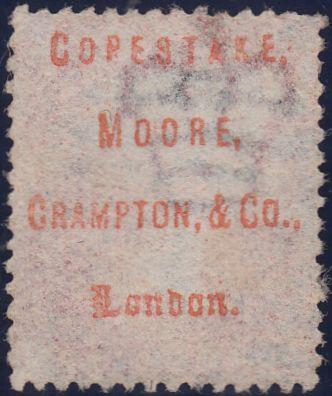 COPESTAKE,
MOORE,
CRAMPTON, & CO.,
London.